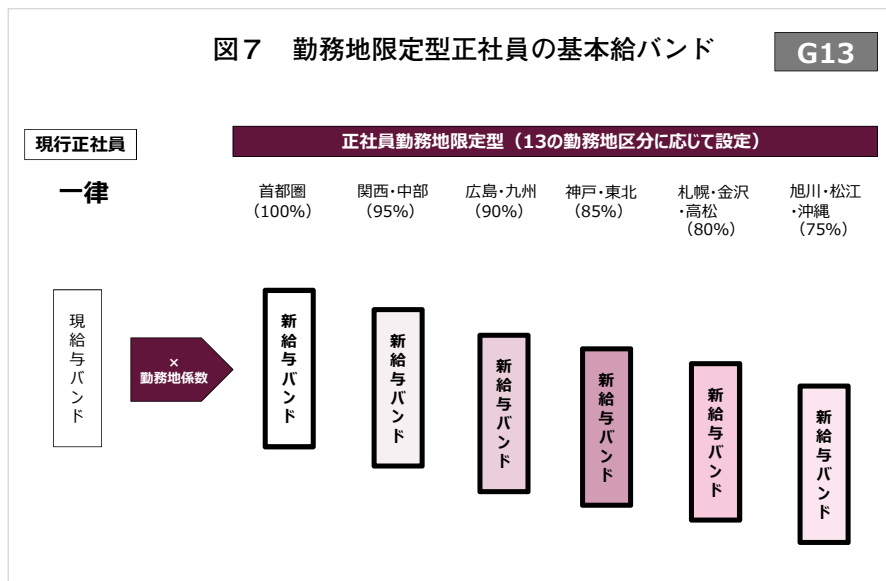 図７　勤務地限定型正社員の基本給バンド
G13
現行正社員
正社員勤務地限定型（13の勤務地区分に応じて設定）
一律
首都圏
（100%）
関西・中部
（95%）
広島・九州
（90%）
神戸・東北
（85%）
札幌・金沢
・高松
（80%）
旭川・松江
・沖縄
（75%）
現給与バンド
×
勤務地係数
新給与バンド
新給与バンド
新給与バンド
新給与バンド
新給与バンド
新給与バンド